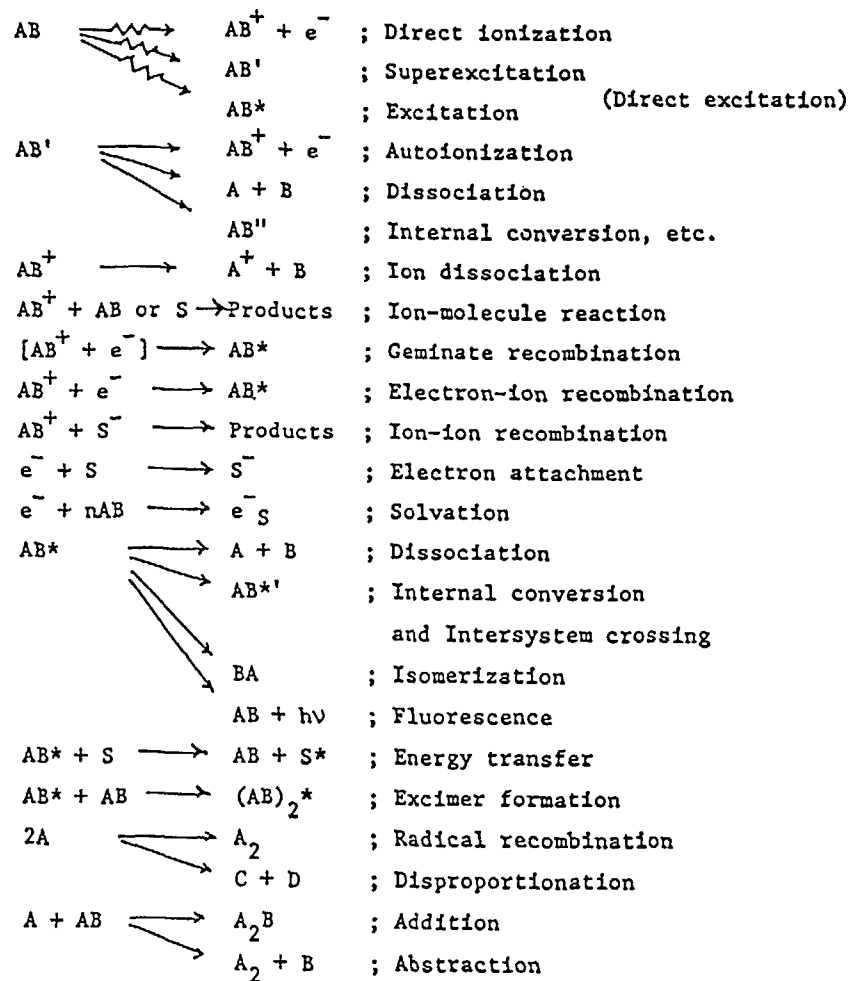 AB → AB⁺ + e⁻ ; Direct ionization
AB' ; Superexcitation
AB* ; Excitation (Direct excitation)
AB' → AB⁺ + e⁻ ; Autoionization
A + B ; Dissociation
AB" ; Internal conversion, etc.
AB⁺ → A⁺ + B ; Ion dissociation
AB⁺ + AB or S → Products ; Ion-molecule reaction
[AB⁺ + e⁻] → AB* ; Geminate recombination
AB⁺ + e⁻ → AB* ; Electron-ion recombination
AB⁺ + S⁻ → Products ; Ion-ion recombination
e⁻ + S → S⁻ ; Electron attachment
e⁻ + nAB → e⁻S ; Solvation
AB* → A + B ; Dissociation
AB*' ; Internal conversion
and Intersystem crossing
BA ; Isomerization
AB + hν ; Fluorescence
AB* + S → AB + S* ; Energy transfer
AB* + AB → (AB)₂* ; Excimer formation
2A → A₂ ; Radical recombination
C + D ; Disproportionation
A + AB → A₂B ; Addition
A₂ + B ; Abstraction